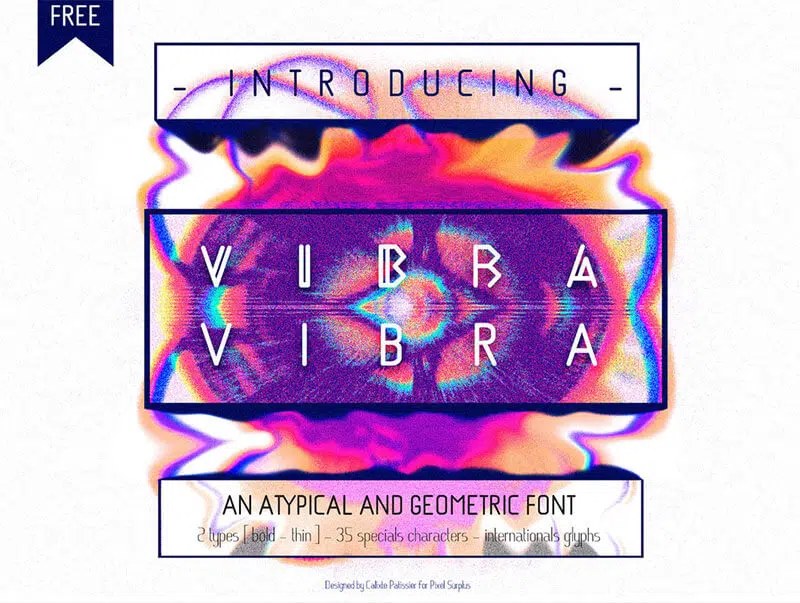 FREE
- INTRODUCING -
VIBRA
VIBRA
AN ATYPICAL AND GEOMETRIC FONT
2 types [ bold - thin ] - 35 specials characters - internationals glyphs
Designed by Calixte Patissier for Pixel Surplus